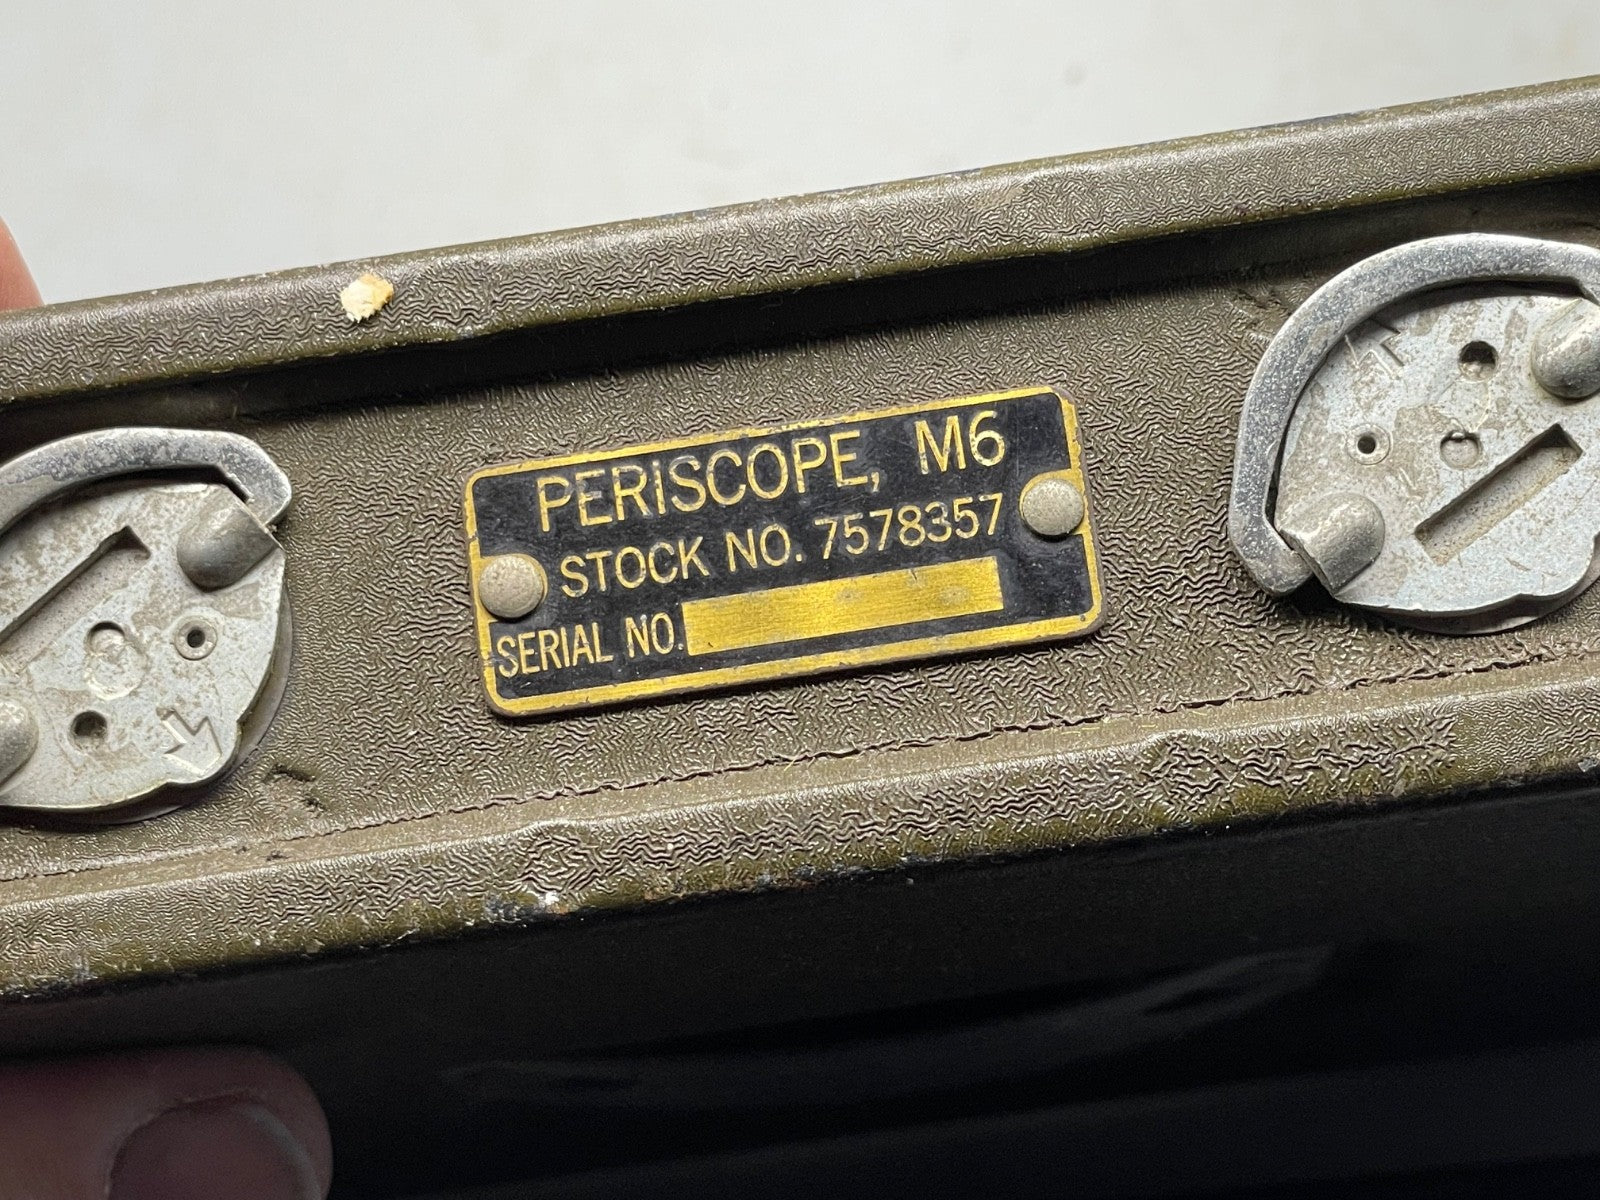 PERISCOPE, M6
STOCK NO. 7578357
SERIAL NO.